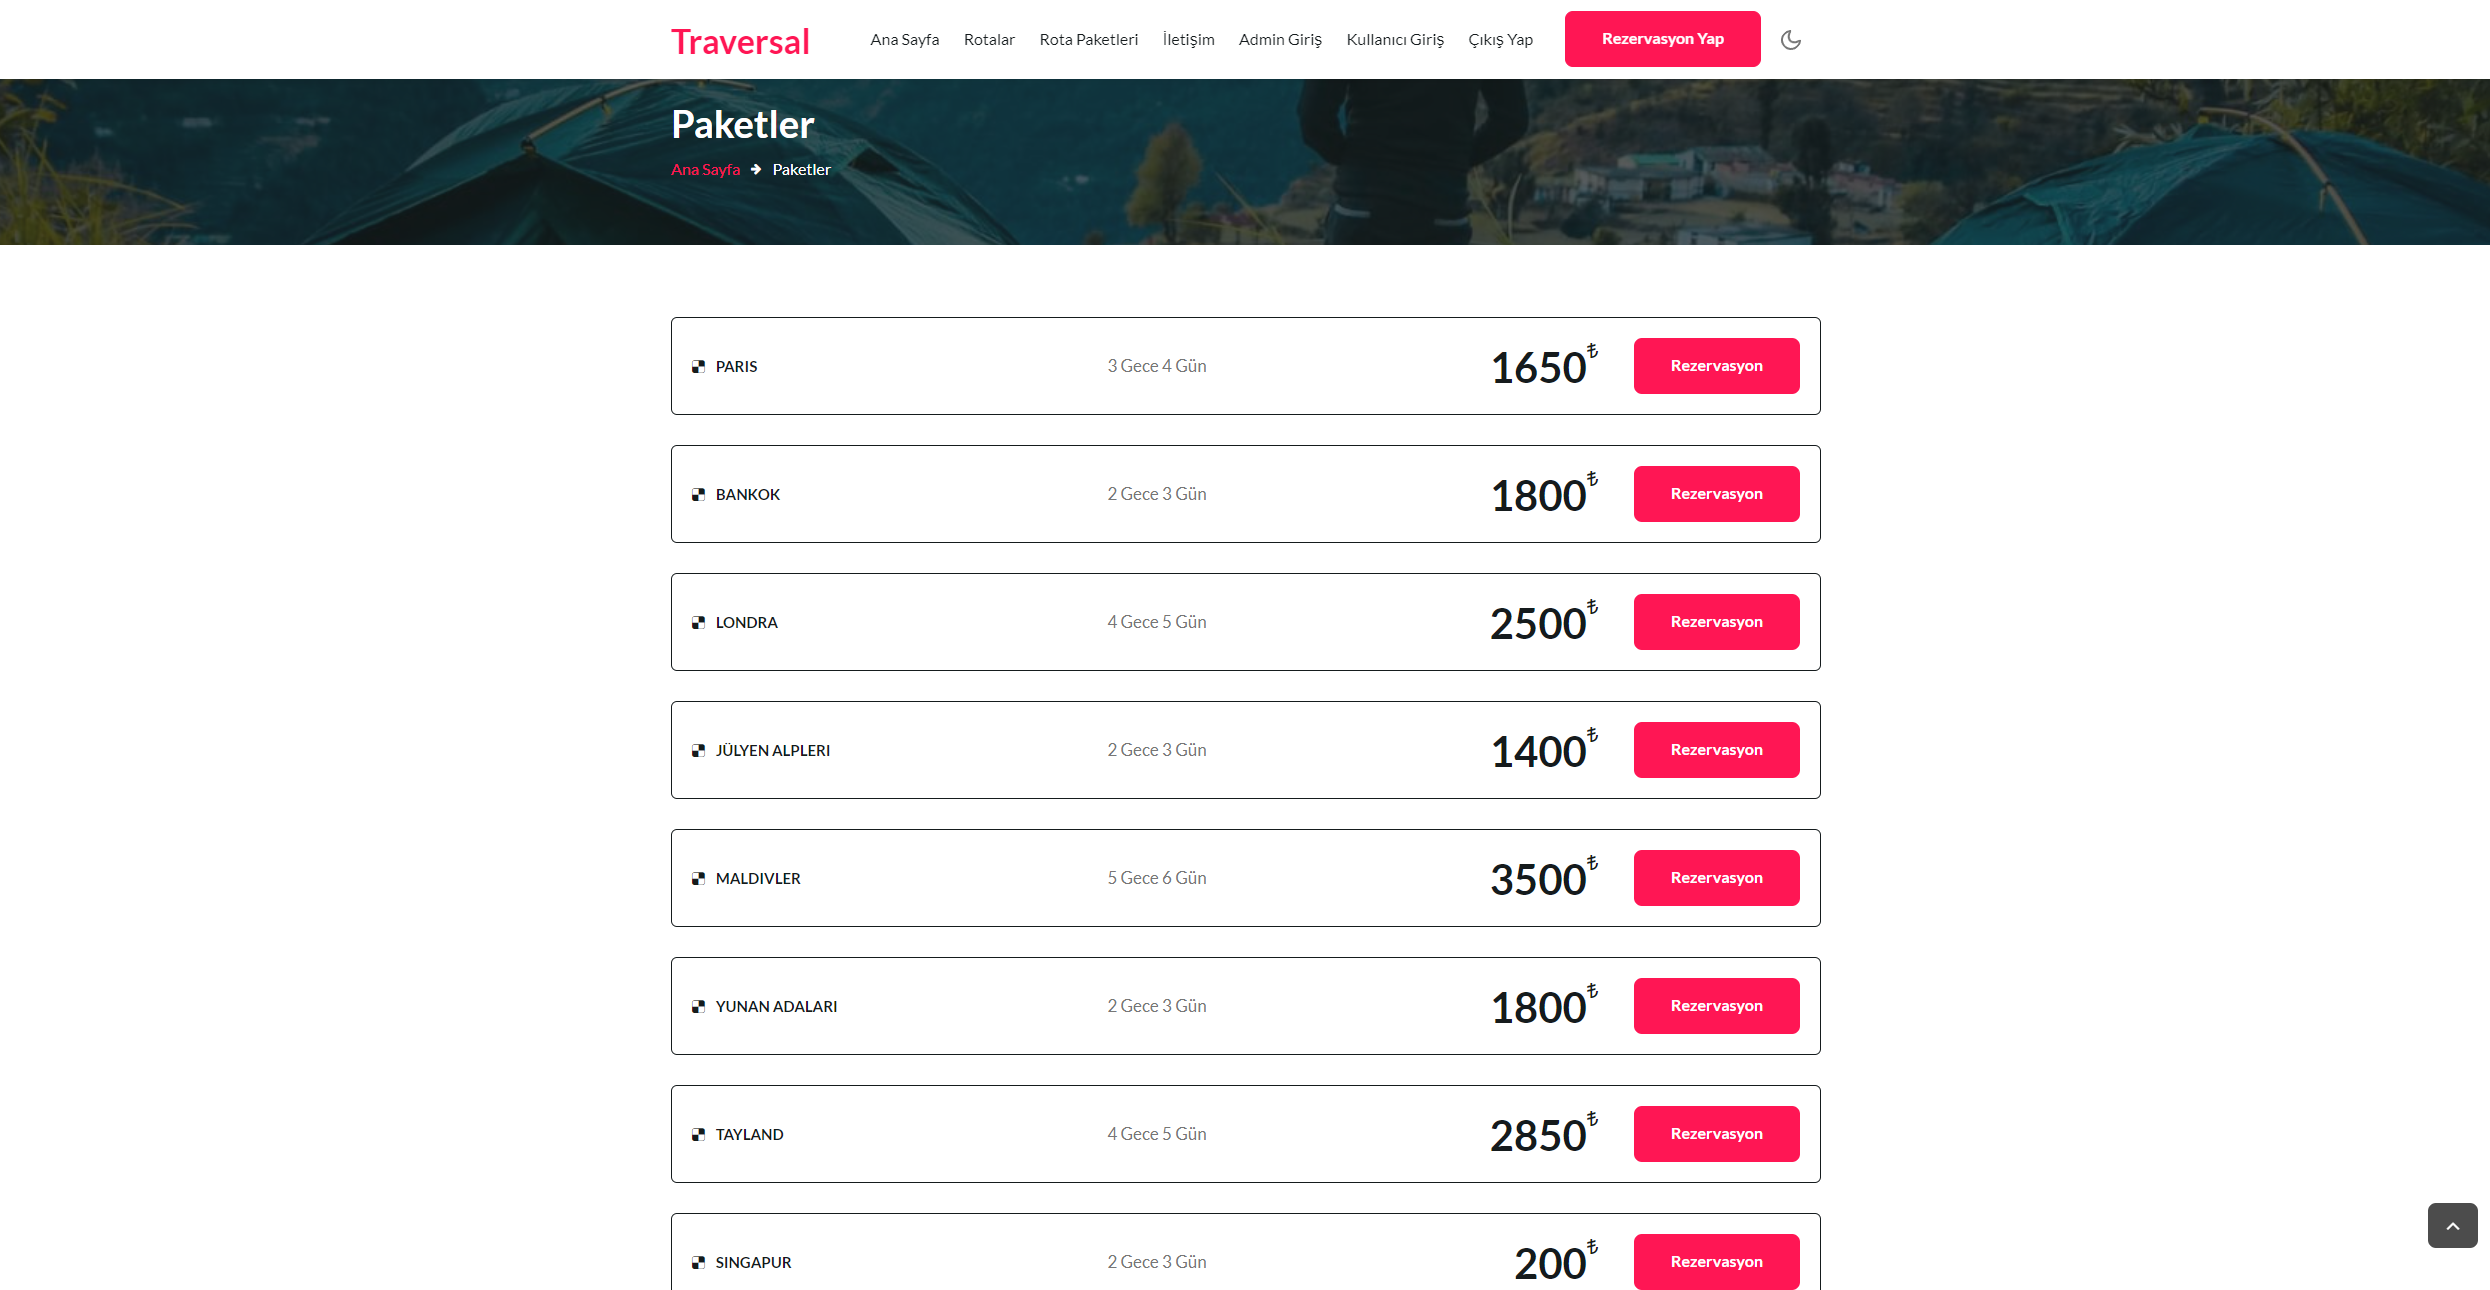 Traversal
Ana Sayfa Rotalar Rota Paketleri İletişim Admin Giriş Kullanıcı Giriş Çıkış Yap Rezervasyon Yap
Paketler
Ana Sayfa Paketler
PARIS 3 Gece 4 Gün 1650₺ Rezervasyon
BANKOK 2 Gece 3 Gün 1800₺ Rezervasyon
LONDRA 4 Gece 5 Gün 2500₺ Rezervasyon
JÜLYEN ALPLERI 2 Gece 3 Gün 1400₺ Rezervasyon
MALDIVLER 5 Gece 6 Gün 3500₺ Rezervasyon
YUNAN ADALARI 2 Gece 3 Gün 1800₺ Rezervasyon
TAYLAND 4 Gece 5 Gün 2850₺ Rezervasyon
SINGAPUR 2 Gece 3 Gün 200₺ Rezervasyon